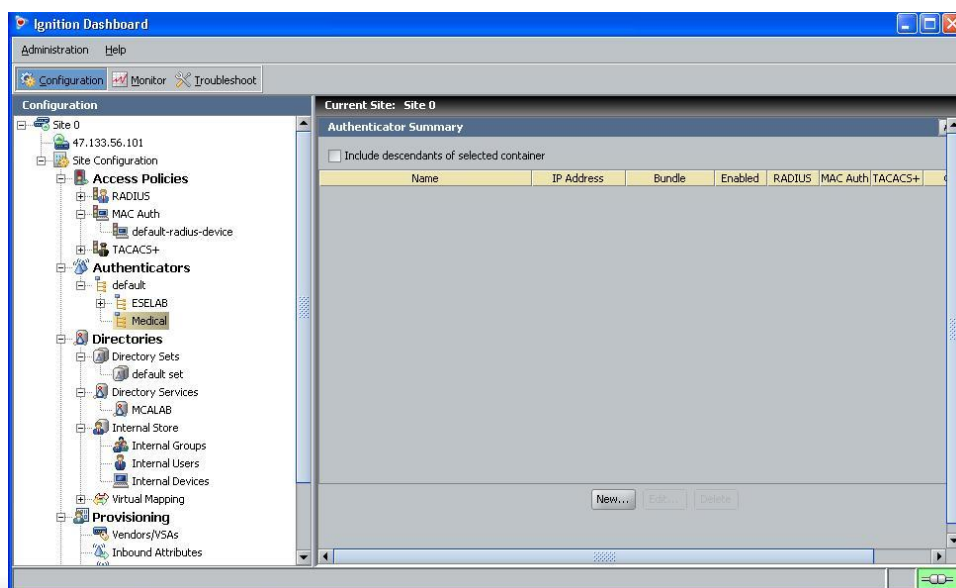 Ignition Dashboard
Administration Help
Configuration Monitor Troubleshoot
Configuration
Site 0
47.133.56.101
Site Configuration
Access Policies
RADIUS
MAC Auth
default-radius-device
TACACS+
Authenticators
default
ESELAB
Medical
Directories
Directory Sets
default set
Directory Services
MCALAB
Internal Store
Internal Groups
Internal Users
Internal Devices
Virtual Mapping
Provisioning
Vendors/VSAs
Inbound Attributes
Current Site: Site 0
Authenticator Summary
Include descendants of selected container
Name IP Address Bundle Enabled RADIUS MAC Auth TACACS+
New... Edit... Delete